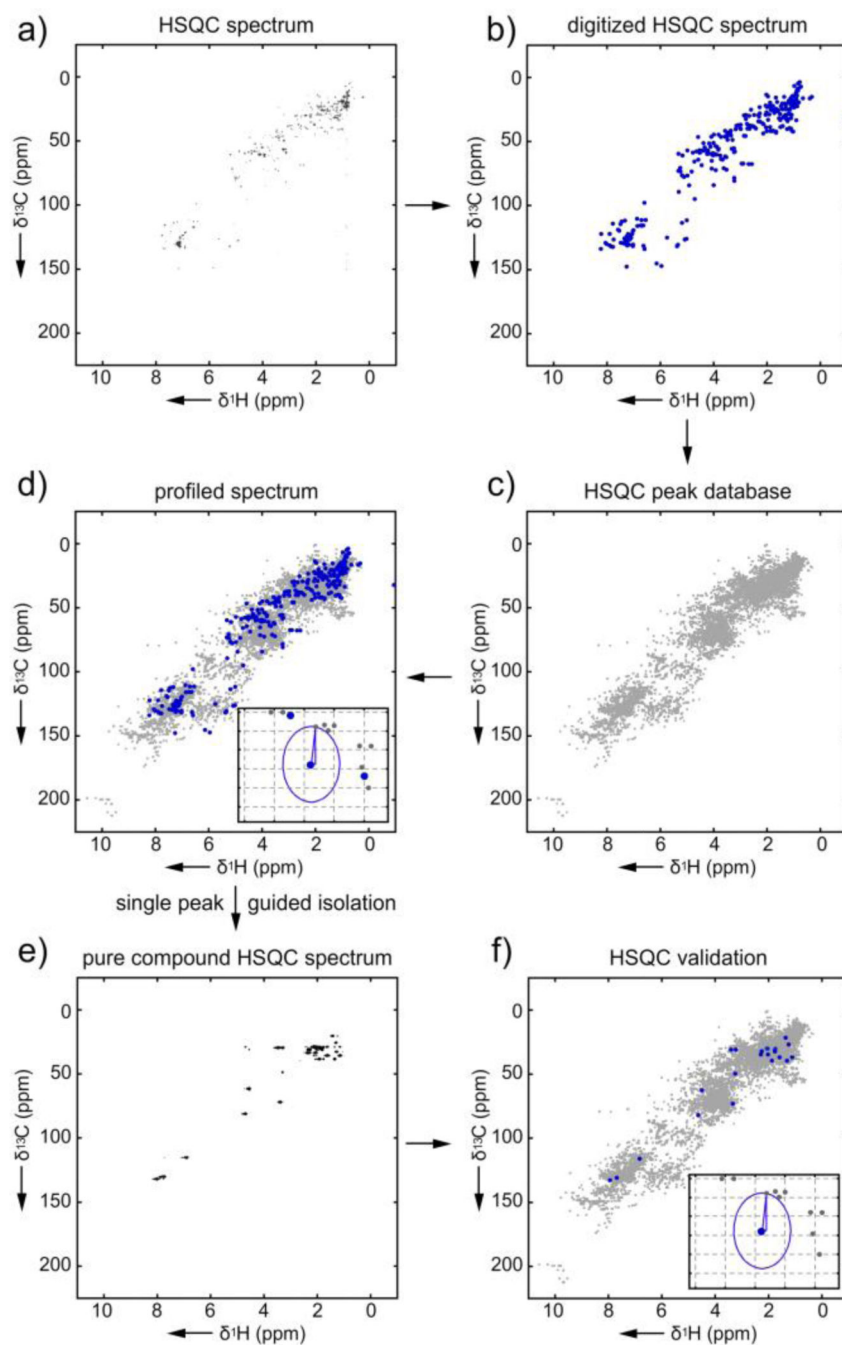 a)
HSQC spectrum
0
50
100
150
200
δ¹³C (ppm)
10 8 6 4 2 0
δ¹H (ppm)
b)
digitized HSQC spectrum
0
50
100
150
200
δ¹³C (ppm)
10 8 6 4 2 0
δ¹H (ppm)
d)
profiled spectrum
0
50
100
150
200
δ¹³C (ppm)
10 8 6 4 2 0
δ¹H (ppm)
c)
HSQC peak database
0
50
100
150
200
δ¹³C (ppm)
10 8 6 4 2 0
δ¹H (ppm)
single peak guided isolation
e)
pure compound HSQC spectrum
0
50
100
150
200
δ¹³C (ppm)
10 8 6 4 2 0
δ¹H (ppm)
f)
HSQC validation
0
50
100
150
200
δ¹³C (ppm)
10 8 6 4 2 0
δ¹H (ppm)